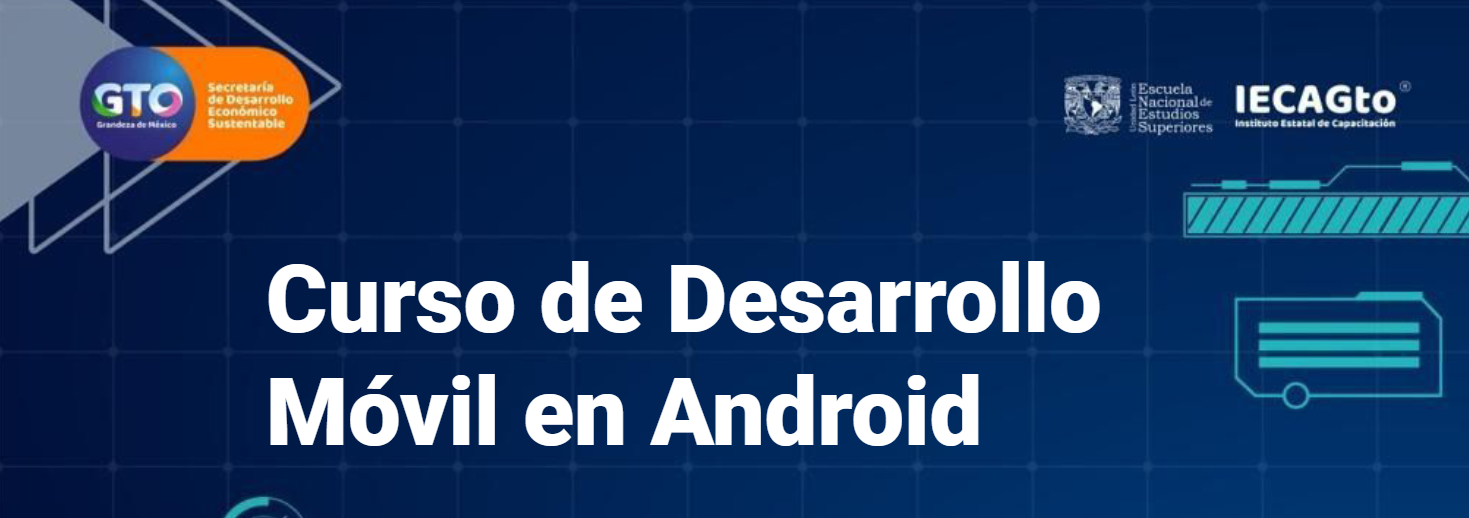 GTO
Grandeza de México
Secretaría
de Desarrollo
Económico
Sustentable
Unidad León
Escuela
Nacional de
Estudios
Superiores
IECAGto®
Instituto Estatal de Capacitación
Curso de Desarrollo
Móvil en Android